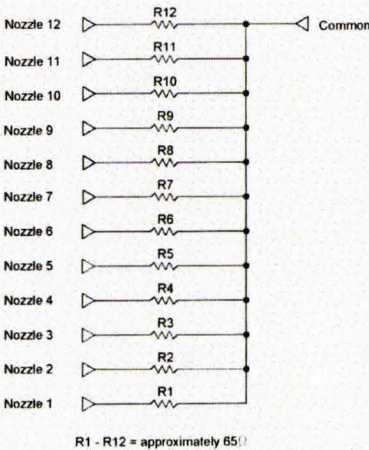 Nozzle 12 R12 Common
Nozzle 11 R11
Nozzle 10 R10
Nozzle 9 R9
Nozzle 8 R8
Nozzle 7 R7
Nozzle 6 R6
Nozzle 5 R5
Nozzle 4 R4
Nozzle 3 R3
Nozzle 2 R2
Nozzle 1 R1
R1 - R12 = approximately 65Ω